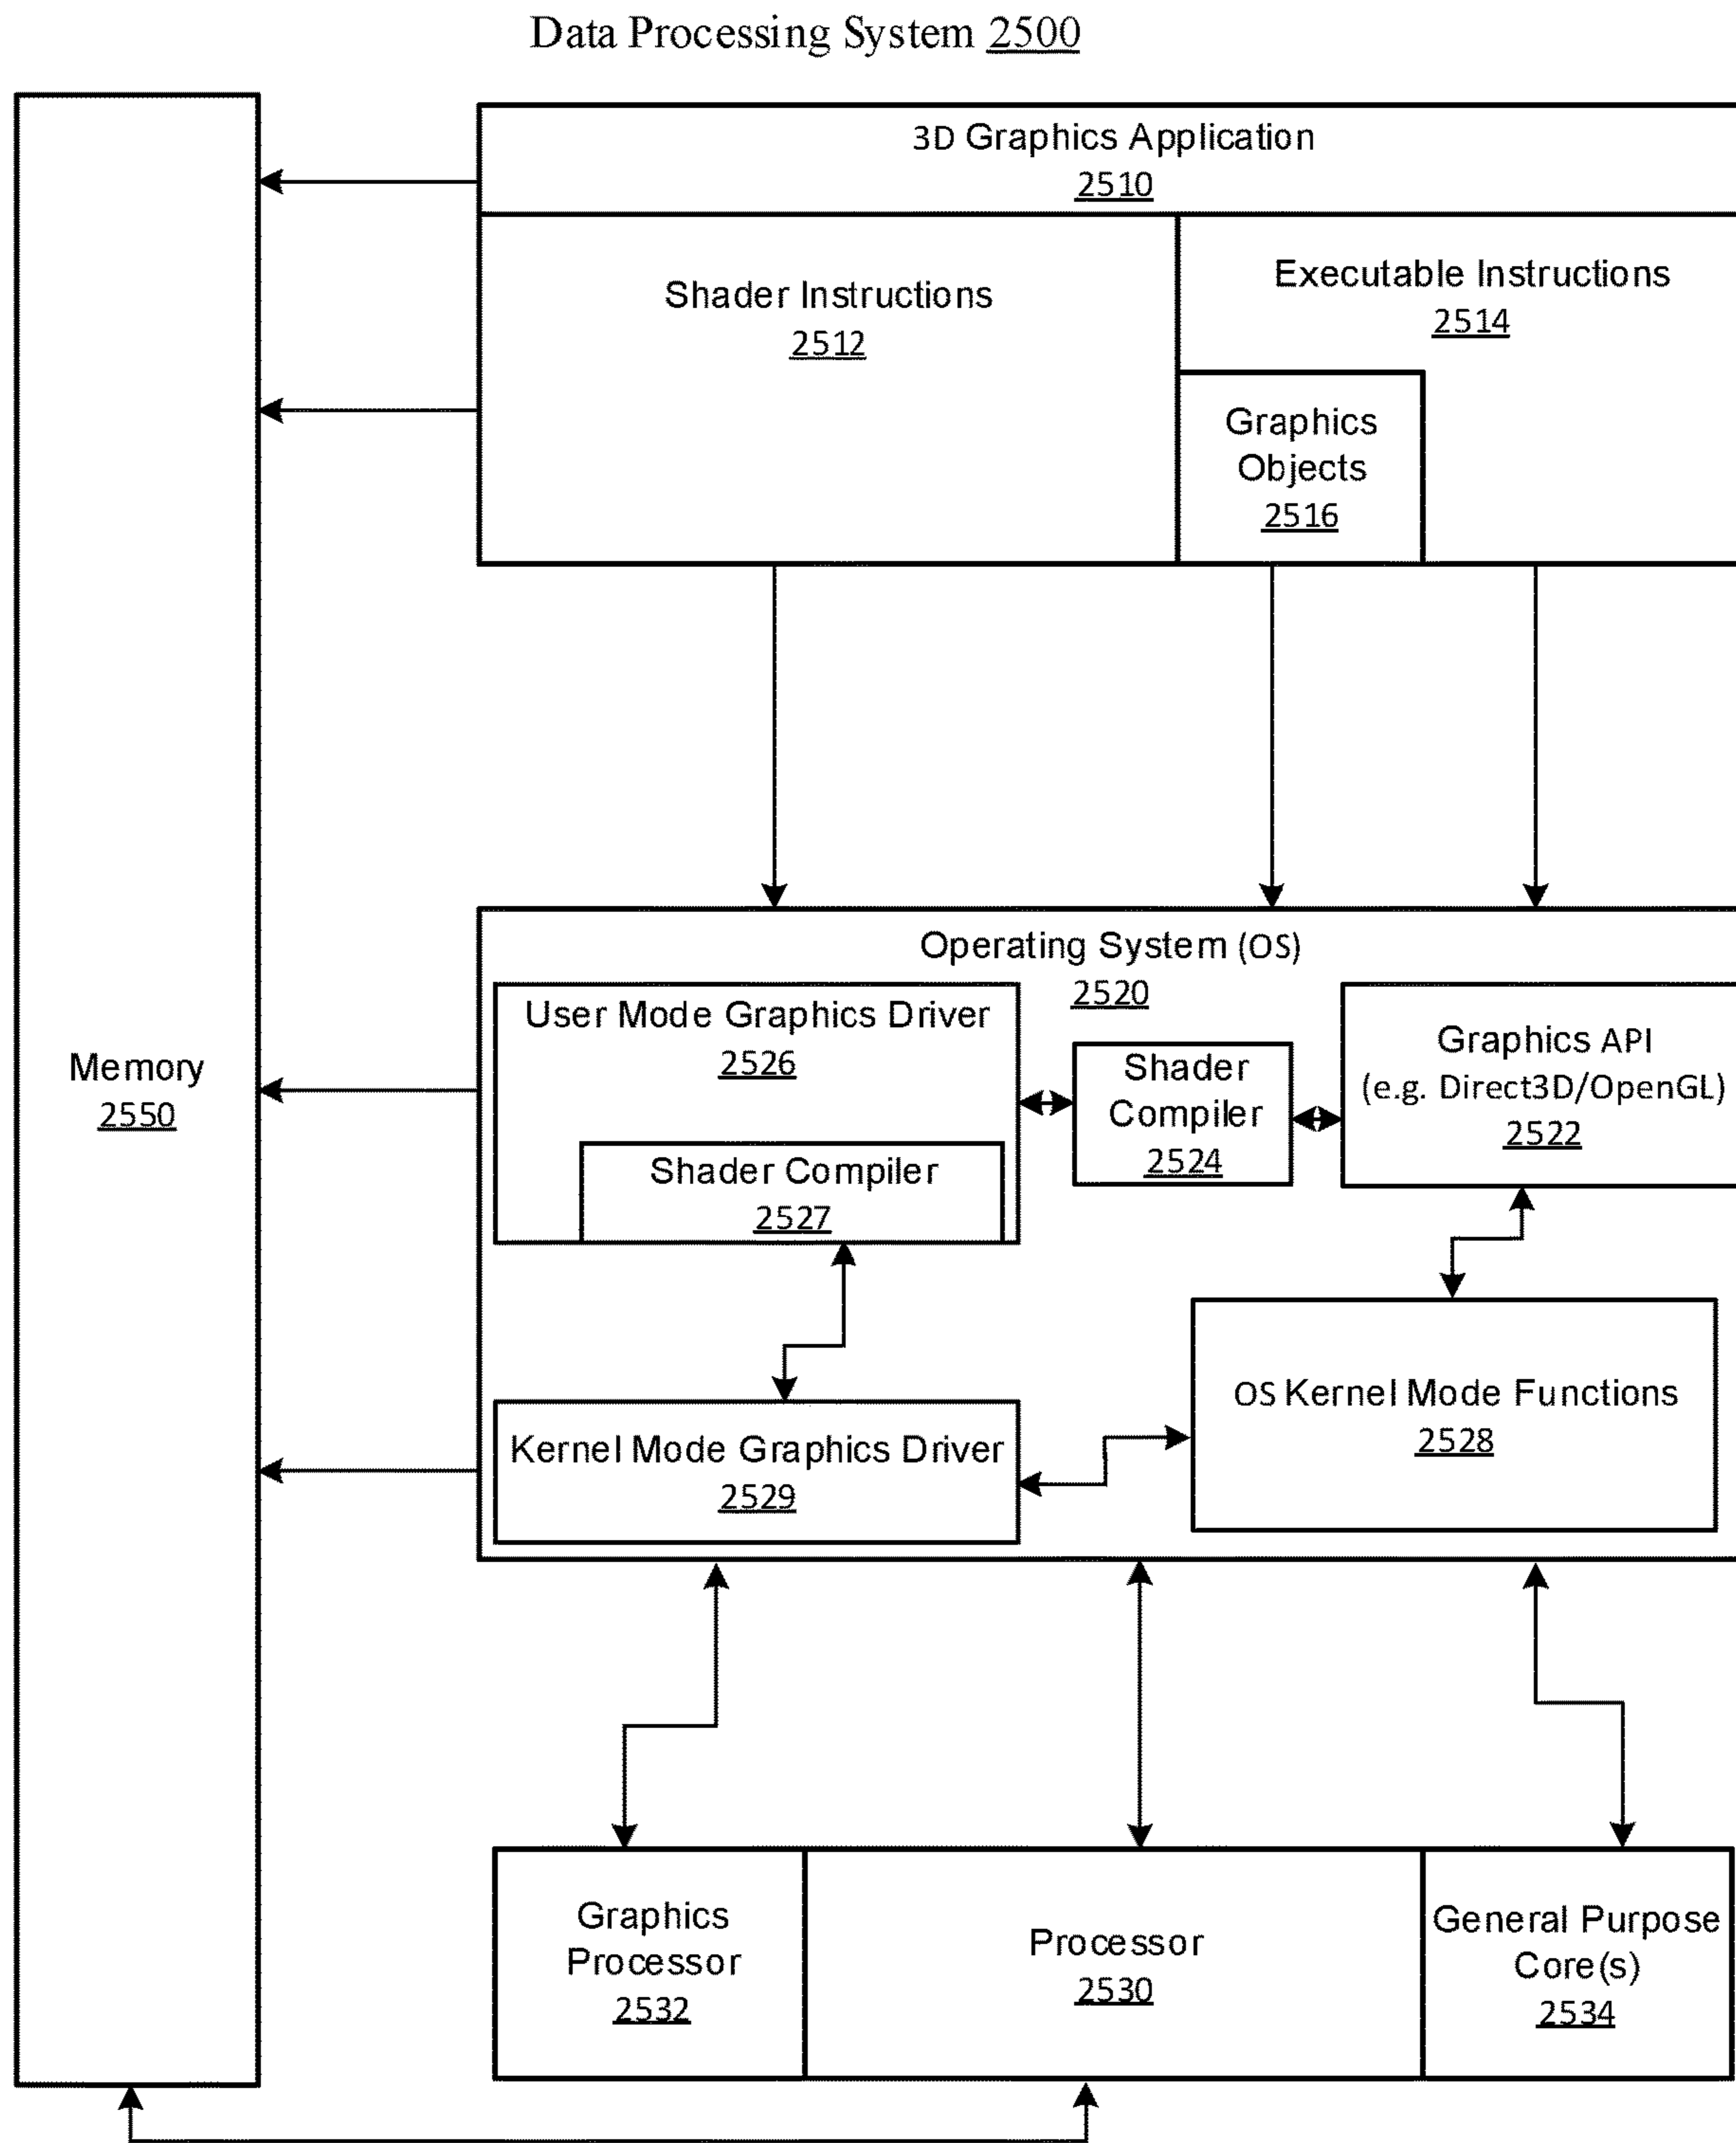 Data Processing System 2500
3D Graphics Application
2510
Shader Instructions
2512
Executable Instructions
2514
Graphics
Objects
2516
Operating System (OS)
2520
User Mode Graphics Driver
2526
Shader Compiler
2527
Shader
Compiler
2524
Graphics API
(e.g. Direct3D/OpenGL)
2522
Memory
2550
Kernel Mode Graphics Driver
2529
OS Kernel Mode Functions
2528
Graphics
Processor
2532
Processor
2530
General Purpose
Core(s)
2534